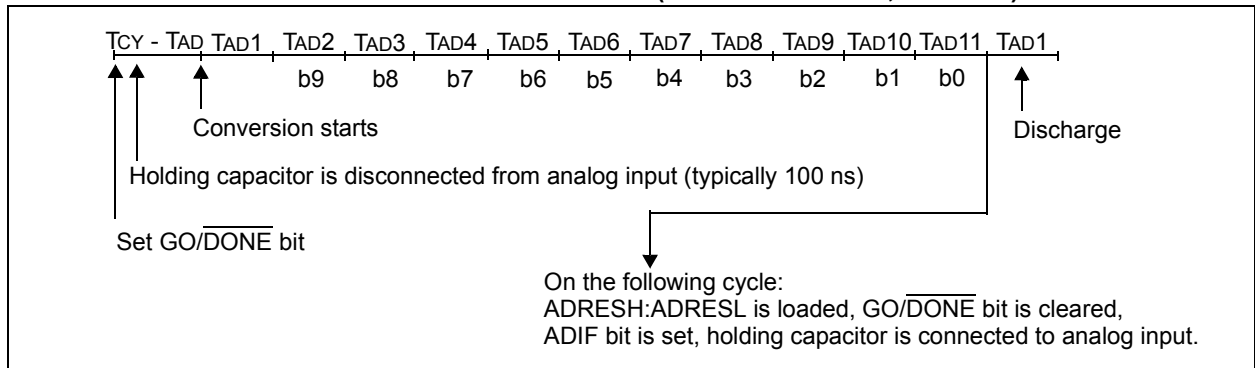 TCY - TAD TAD1 TAD2 TAD3 TAD4 TAD5 TAD6 TAD7 TAD8 TAD9 TAD10 TAD11 TAD1
b9 b8 b7 b6 b5 b4 b3 b2 b1 b0
Conversion starts
Discharge
Holding capacitor is disconnected from analog input (typically 100 ns)
Set GO/DONE bit
On the following cycle:
ADRESH:ADRESL is loaded, GO/DONE bit is cleared,
ADIF bit is set, holding capacitor is connected to analog input.